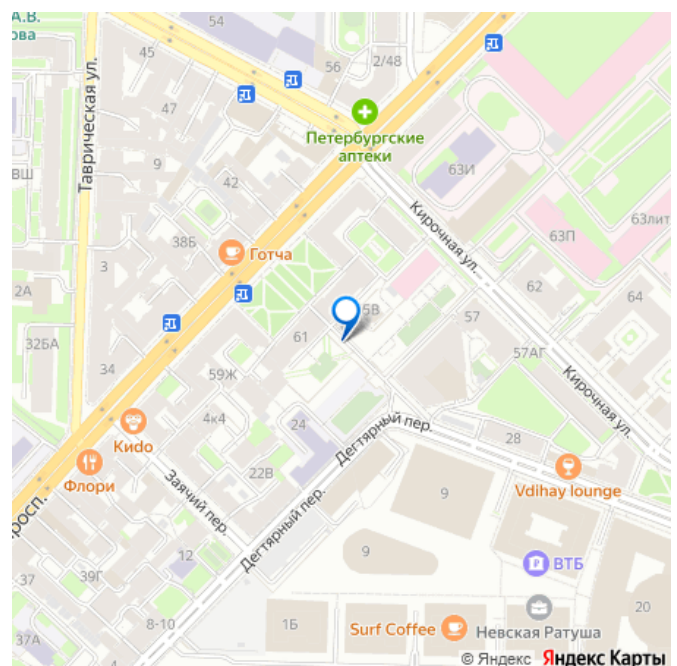 А.В.
ова
54
45
56
2/48
Таврическая ул.
Петербургские
аптеки
47
ВШ
9
42
63И
Кирочная ул.
63лит
38Б
Готча
63П
3
2А
62
64
5В
57
32БА
61
57АГ
34
59Ж
Кирочная ул.
4к4
Kudo
24
Дегтярный пер.
28
Флори
Заячий пер.
22В
Vdihay lounge
росп.
9
Дегтярный пер.
12
9
ВТБ
37
39Г
20
1Б
Surf Coffee
Невская Ратуша
8-10
37А
© Яндекс Яндекс Карты